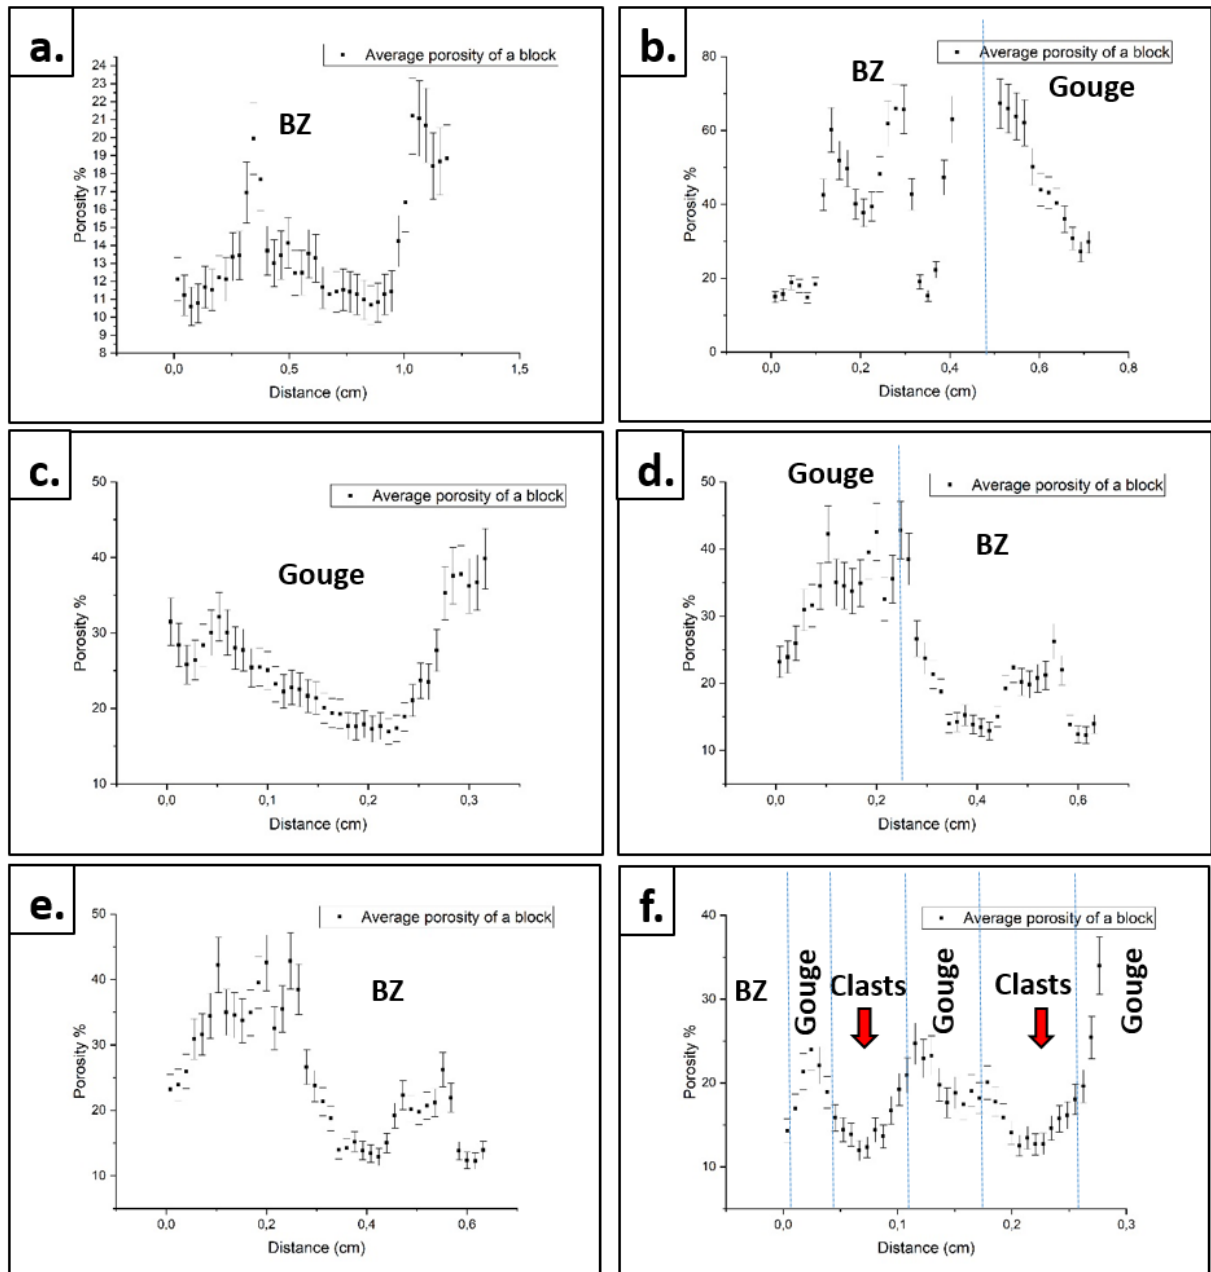 a.
Average porosity of a block
BZ
24
23
22
21
20
19
18
17
16
15
14
13
12
11
10
9
8
Porosity %
0,0
0,5
1,0
1,5
Distance (cm)
b.
Average porosity of a block
BZ
Gouge
80
60
40
20
0
Porosity %
0,0
0,2
0,4
0,6
0,8
Distance (cm)
c.
Average porosity of a block
Gouge
50
40
30
20
10
Porosity %
0,0
0,1
0,2
0,3
Distance (cm)
d.
Gouge
Average porosity of a block
BZ
50
40
30
20
10
Porosity %
0,0
0,2
0,4
0,6
Distance (cm)
e.
Average porosity of a block
BZ
50
40
30
20
10
Porosity %
0,0
0,2
0,4
0,6
Distance (cm)
f.
Average porosity of a block
BZ
Gouge
Clasts
Gouge
Clasts
Gouge
40
30
20
10
Porosity %
0,0
0,1
0,2
0,3
Distance (cm)